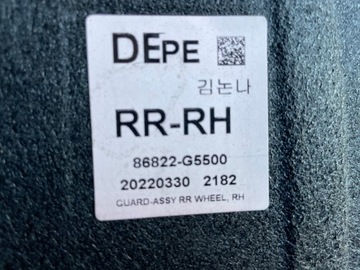 DEPE
김논나
RR-RH
86822-G5500
20220330 2182
GUARD-ASSY RR WHEEL, RH